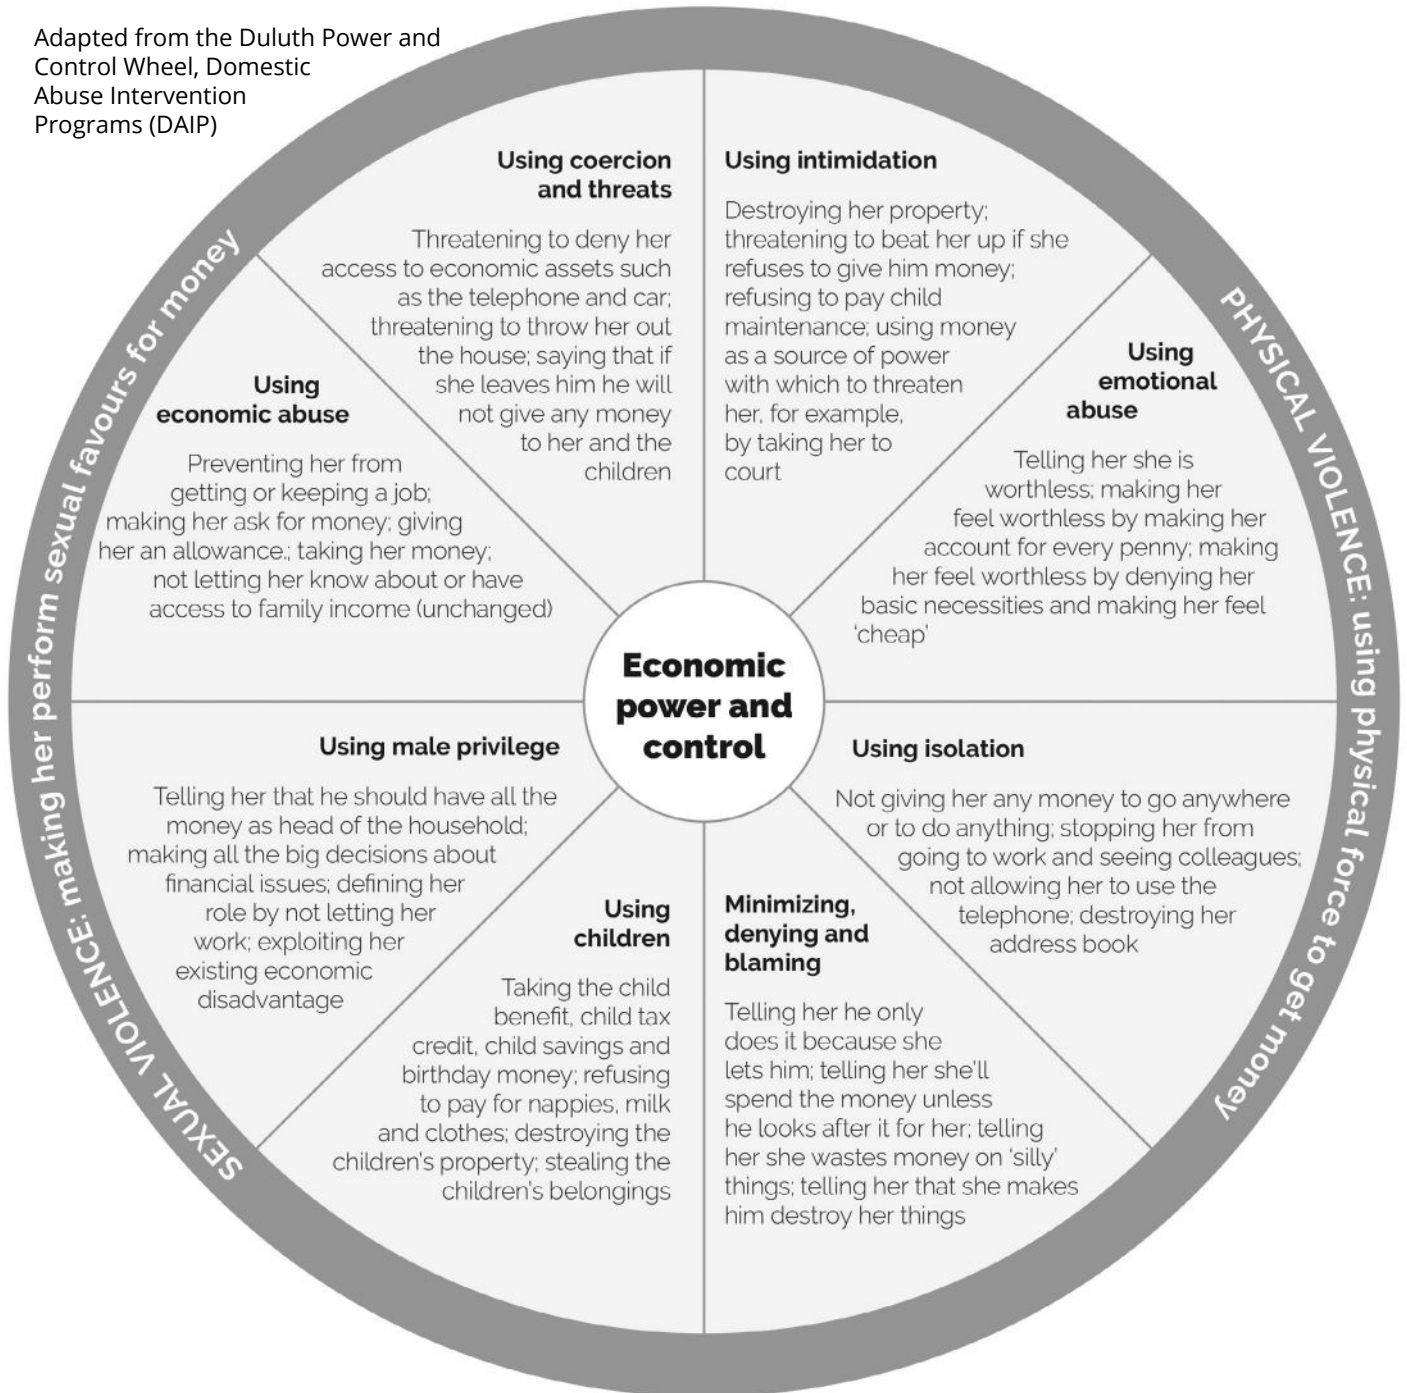 Adapted from the Duluth Power and
Control Wheel, Domestic
Abuse Intervention
Programs (DAIP)
Using coercion
and threats
Threatening to deny her
access to economic assets such
as the telephone and car;
threatening to throw her out
the house; saying that if
she leaves him he will
not give any money
to her and the
children
Using intimidation
Destroying her property;
threatening to beat her up if she
refuses to give him money;
refusing to pay child
maintenance; using money
as a source of power
with which to threaten
her, for example,
by taking her to
court
Using
emotional
abuse
Telling her she is
worthless; making her
feel worthless by making her
account for every penny; making
her feel worthless by denying her
basic necessities and making her feel
‘cheap’
Using isolation
Not giving her any money to go anywhere
or to do anything; stopping her from
going to work and seeing colleagues;
not allowing her to use the
telephone; destroying her
address book
Minimizing,
denying and
blaming
Telling her he only
does it because she
lets him; telling her she’ll
spend the money unless
he looks after it for her; telling
her she wastes money on ‘silly’
things; telling her that she makes
him destroy her things
Using
children
Taking the child
benefit, child tax
credit, child savings and
birthday money; refusing
to pay for nappies, milk
and clothes; destroying the
children’s property; stealing the
children’s belongings
Using male privilege
Telling her that he should have all the
money as head of the household;
making all the big decisions about
financial issues; defining her
role by not letting her
work; exploiting her
existing economic
disadvantage
Using
economic abuse
Preventing her from
getting or keeping a job;
making her ask for money; giving
her an allowance.; taking her money;
not letting her know about or have
access to family income (unchanged)
Economic
power and
control
PHYSICAL VIOLENCE: using physical force to get money
SEXUAL VIOLENCE: making her perform sexual favours for money